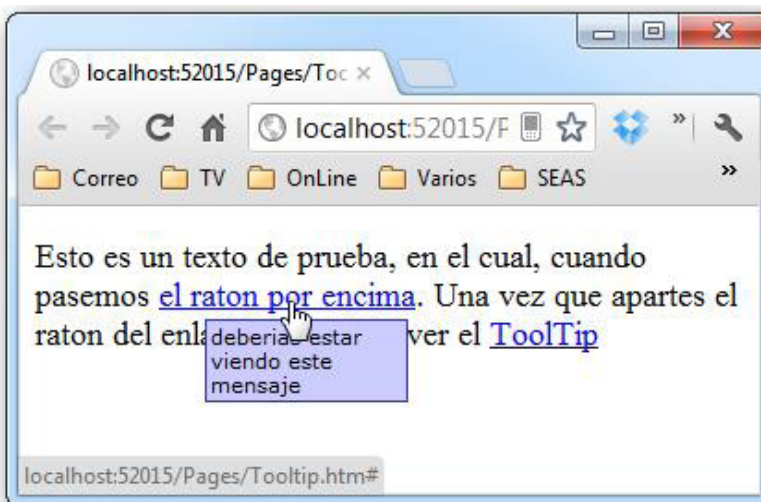 localhost:52015/Pages/Too
localhost:52015/P
Correo TV OnLine Varios SEAS
Esto es un texto de prueba, en el cual, cuando
pasemos el raton por encima. Una vez que apartes el
raton del ver el ToolTip
deberias estar
viendo este
mensaje
localhost:52015/Pages/Tooltip.htm#